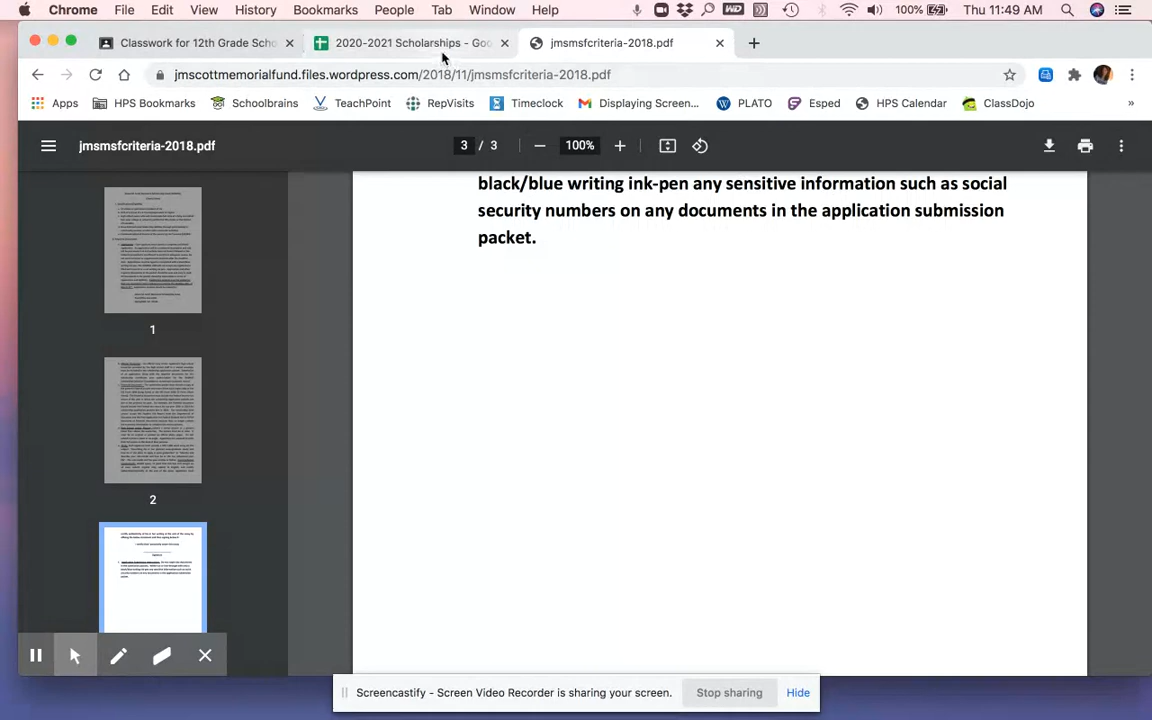 Chrome File Edit View History Bookmarks People Tab Window Help 100% Thu 11:49 AM
Classwork for 12th Grade Scho 2020-2021 Scholarships - Goo jmsmsfcriteria-2018.pdf
jmscottmemorialfund.files.wordpress.com/2018/11/jmsmsfcriteria-2018.pdf
Apps HPS Bookmarks Schoolbrains TeachPoint RepVisits Timeclock Displaying Screen... PLATO Esped HPS Calendar ClassDojo »
jmsmsfcriteria-2018.pdf 3 / 3 100%
black/blue writing ink-pen any sensitive information such as social
security numbers on any documents in the application submission
packet.
1
2
Screencastify - Screen Video Recorder is sharing your screen. Stop sharing Hide